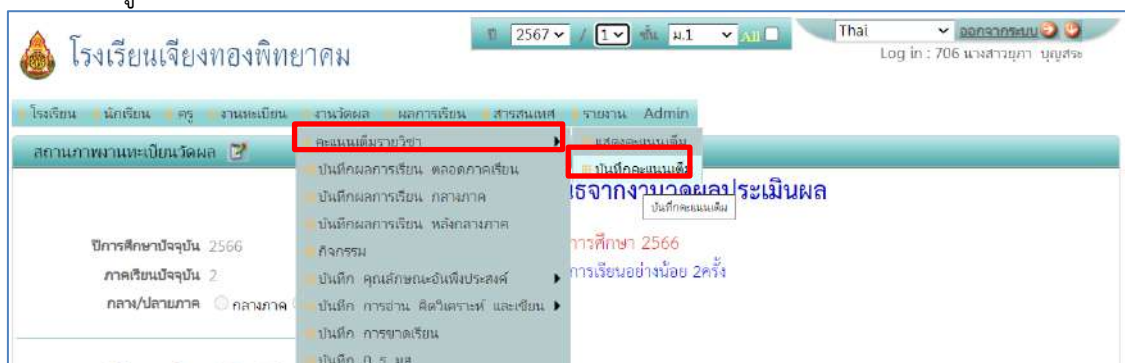 ปี 2567 / 1 ชั้น ม.1 All
Thai ออกจากระบบ
โรงเรียนเจียงทองพิทยาคม
Log in : 706 นางสาวยุภา บุญสระ
โรงเรียน นักเรียน ครู งานทะเบียน งานวัดผล ผลการเรียน สารสนเทศ รายงาน Admin
คะแนนเต็มรายวิชา
แสดงคะแนนเต็ม
สถานภาพงานทะเบียนวัดผล
บันทึกผลการเรียน ตลอดภาคเรียน
บันทึกคะแนนเต็ม
บันทึกผลการเรียน กลางภาค
จากงานวัดผลประเมินผล
บันทึกคะแนนเต็ม
บันทึกผลการเรียน หลังกลางภาค
ปีการศึกษาปัจจุบัน 2566
กิจกรรม
การศึกษา 2566
ภาคเรียนปัจจุบัน 2
บันทึก คุณลักษณะอันพึงประสงค์
การเรียนอย่างน้อย 2ครั้ง
กลาง/ปลายภาค กลางภาค
บันทึก การอ่าน คิดวิเคราะห์ และเขียน
บันทึก การขาดเรียน
บันทึก 0 ร มส